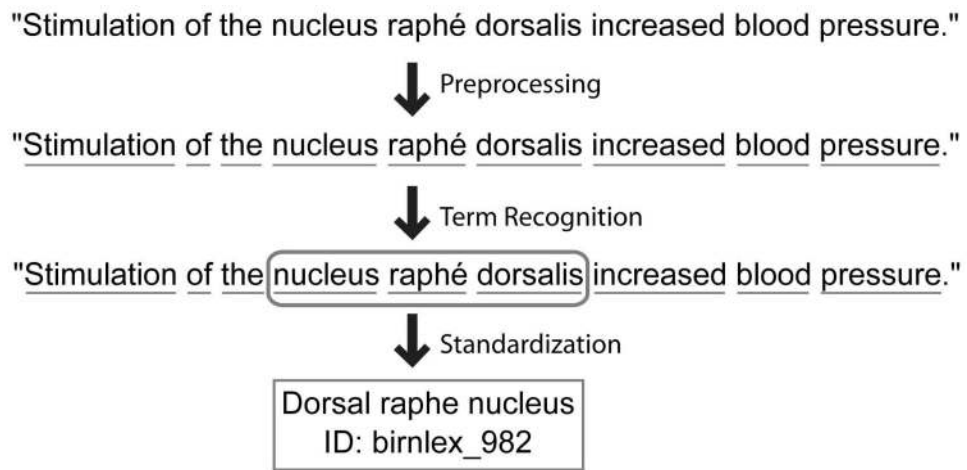 "Stimulation of the nucleus raphé dorsalis increased blood pressure."
Preprocessing
"Stimulation of the nucleus raphé dorsalis increased blood pressure."
Term Recognition
"Stimulation of the nucleus raphé dorsalis increased blood pressure."
Standardization
Dorsal raphe nucleus
ID: birnlex_982